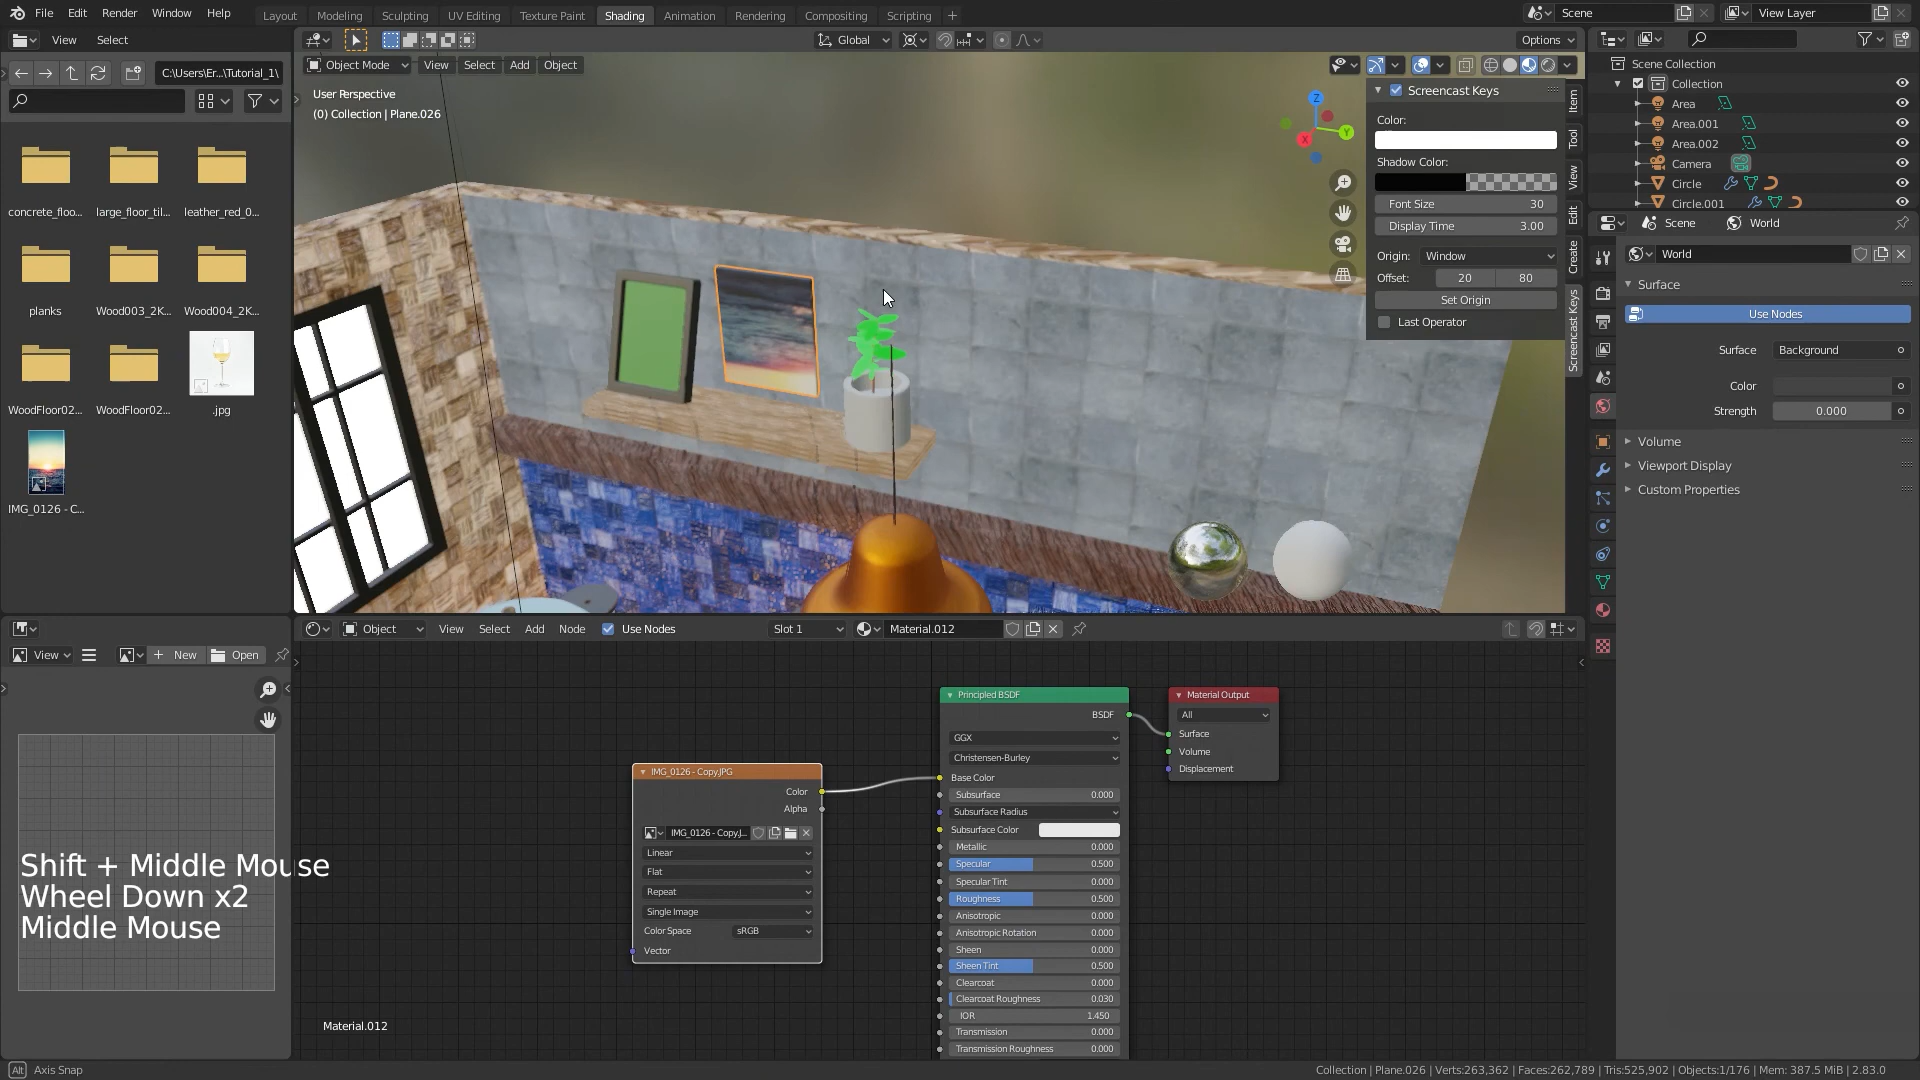 File Edit Render Window Help
Layout Modeling Sculpting UV Editing Texture Paint Shading Animation Rendering Compositing Scripting +
Scene
View Layer
View Select
Global
Options
C:\Users\Er...\Tutorial_1\
Object Mode View Select Add Object
User Perspective
(0) Collection | Plane.026
Z
Y
X
Screencast Keys
Color:
Shadow Color:
Font Size 30
Display Time 3.00
Origin: Window
Offset: 20 80
Set Origin
Last Operator
Item
Tool
View
Edit
Create
Screencast Keys
concrete_floo...
large_floor_til...
leather_red_0...
planks
Wood003_2K...
Wood004_2K...
WoodFloor02...
WoodFloor02...
.jpg
IMG_0126 - C...
Scene Collection
Collection
Area
Area.001
Area.002
Camera
Circle
Circle.001
Scene World
World
Surface
Use Nodes
Surface Background
Color
Strength 0.000
Volume
Viewport Display
Custom Properties
View New Open
Object View Select Add Node Use Nodes Slot 1 Material.012
IMG_0126 - Copy.JPG
Color
Alpha
IMG_0126 - Copy.J...
Linear
Flat
Repeat
Single Image
Color Space sRGB
Vector
Principled BSDF
BSDF
GGX
Christensen-Burley
Base Color
Subsurface 0.000
Subsurface Radius
Subsurface Color
Metallic 0.000
Specular 0.500
Specular Tint 0.000
Roughness 0.500
Anisotropic 0.000
Anisotropic Rotation 0.000
Sheen 0.000
Sheen Tint 0.500
Clearcoat 0.000
Clearcoat Roughness 0.030
IOR 1.450
Transmission 0.000
Transmission Roughness 0.000
Material Output
All
Surface
Volume
Displacement
Shift + Middle Mouse
Wheel Down x2
Middle Mouse
Material.012
Alt Axis Snap
Collection | Plane.026 | Verts:263,362 | Faces:262,789 | Tris:525,902 | Objects:1/176 | Mem: 387.5 MiB | 2.83.0